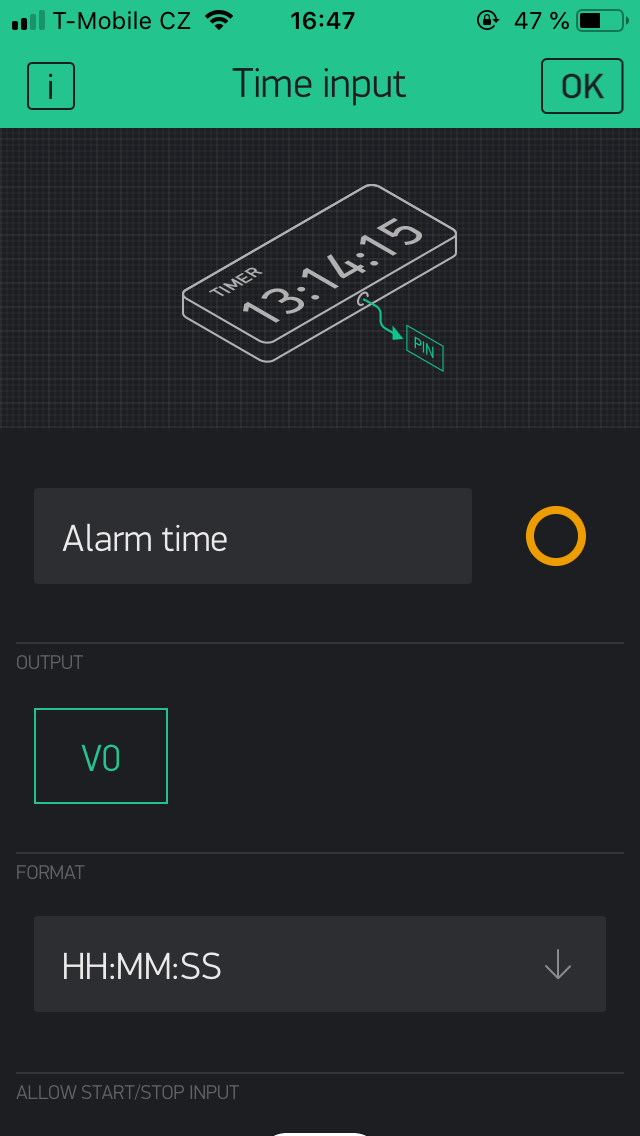 T-Mobile CZ 16:47 47 %
i Time input OK
TIMER
13:14:15
PIN
Alarm time
OUTPUT
V0
FORMAT
HH:MM:SS
ALLOW START/STOP INPUT